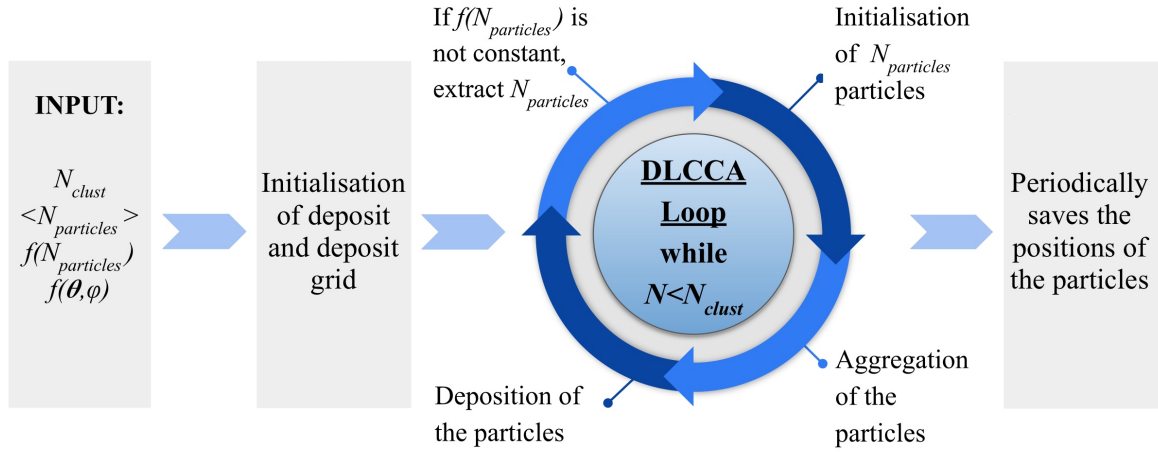 INPUT:
N_clust
<N_particles>
f(N_particles)
f(θ,φ)
Initialisation
of deposit
and deposit
grid
If f(N_particles) is
not constant,
extract N_particles
Initialisation
of N_particles
particles
DLCCA
Loop
while
N<N_clust
Aggregation
of the
particles
Deposition of
the particles
Periodically
saves the
positions of
the particles